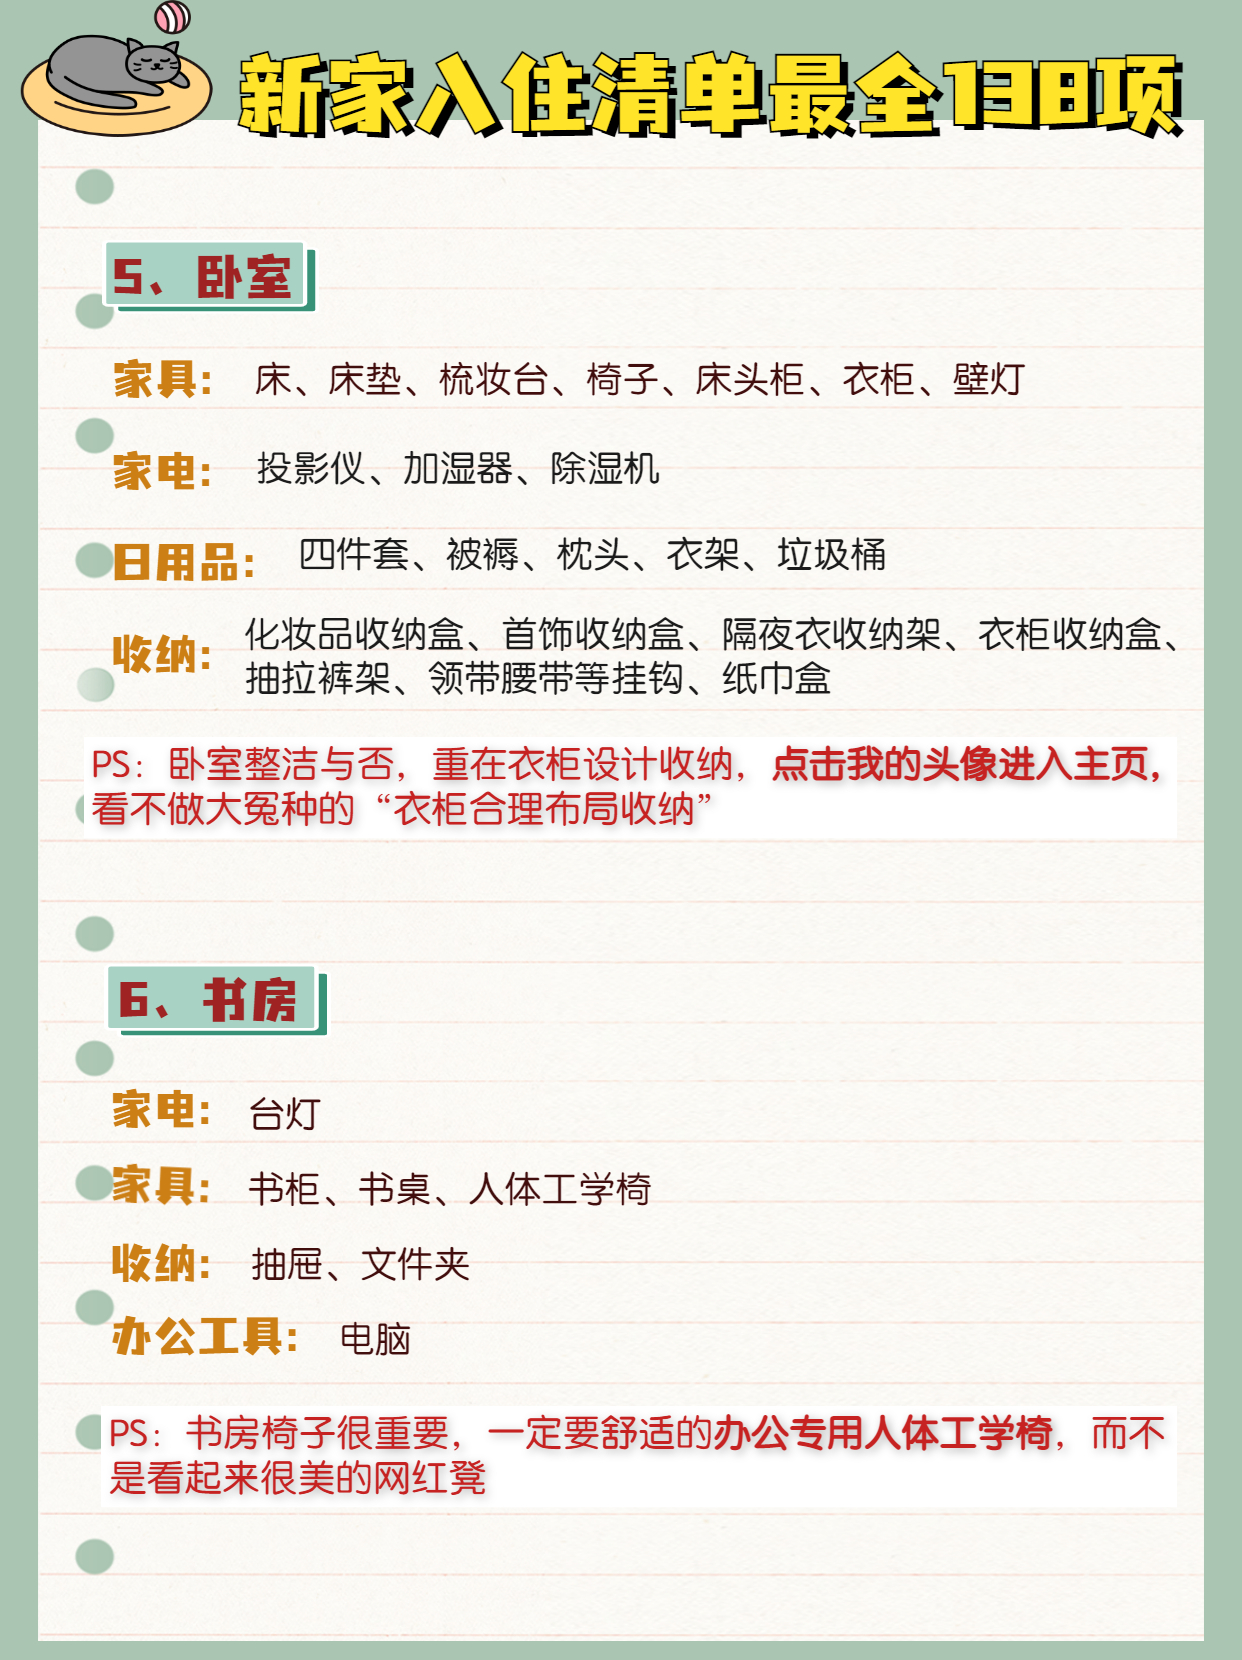 新家入住清单最全138项
5、卧室
家具: 床、床垫、梳妆台、椅子、床头柜、衣柜、壁灯
家电: 投影仪、加湿器、除湿机
日用品: 四件套、被褥、枕头、衣架、垃圾桶
收纳: 化妆品收纳盒、首饰收纳盒、隔夜衣收纳架、衣柜收纳盒、
抽拉裤架、领带腰带等挂钩、纸巾盒
PS: 卧室整洁与否，重在衣柜设计收纳，点击我的头像进入主页，
看不做大冤种的“衣柜合理布局收纳”
6、书房
家电: 台灯
家具: 书柜、书桌、人体工学椅
收纳: 抽屉、文件夹
办公工具: 电脑
PS: 书房椅子很重要，一定要舒适的办公专用人体工学椅，而不
是看起来很美的网红凳